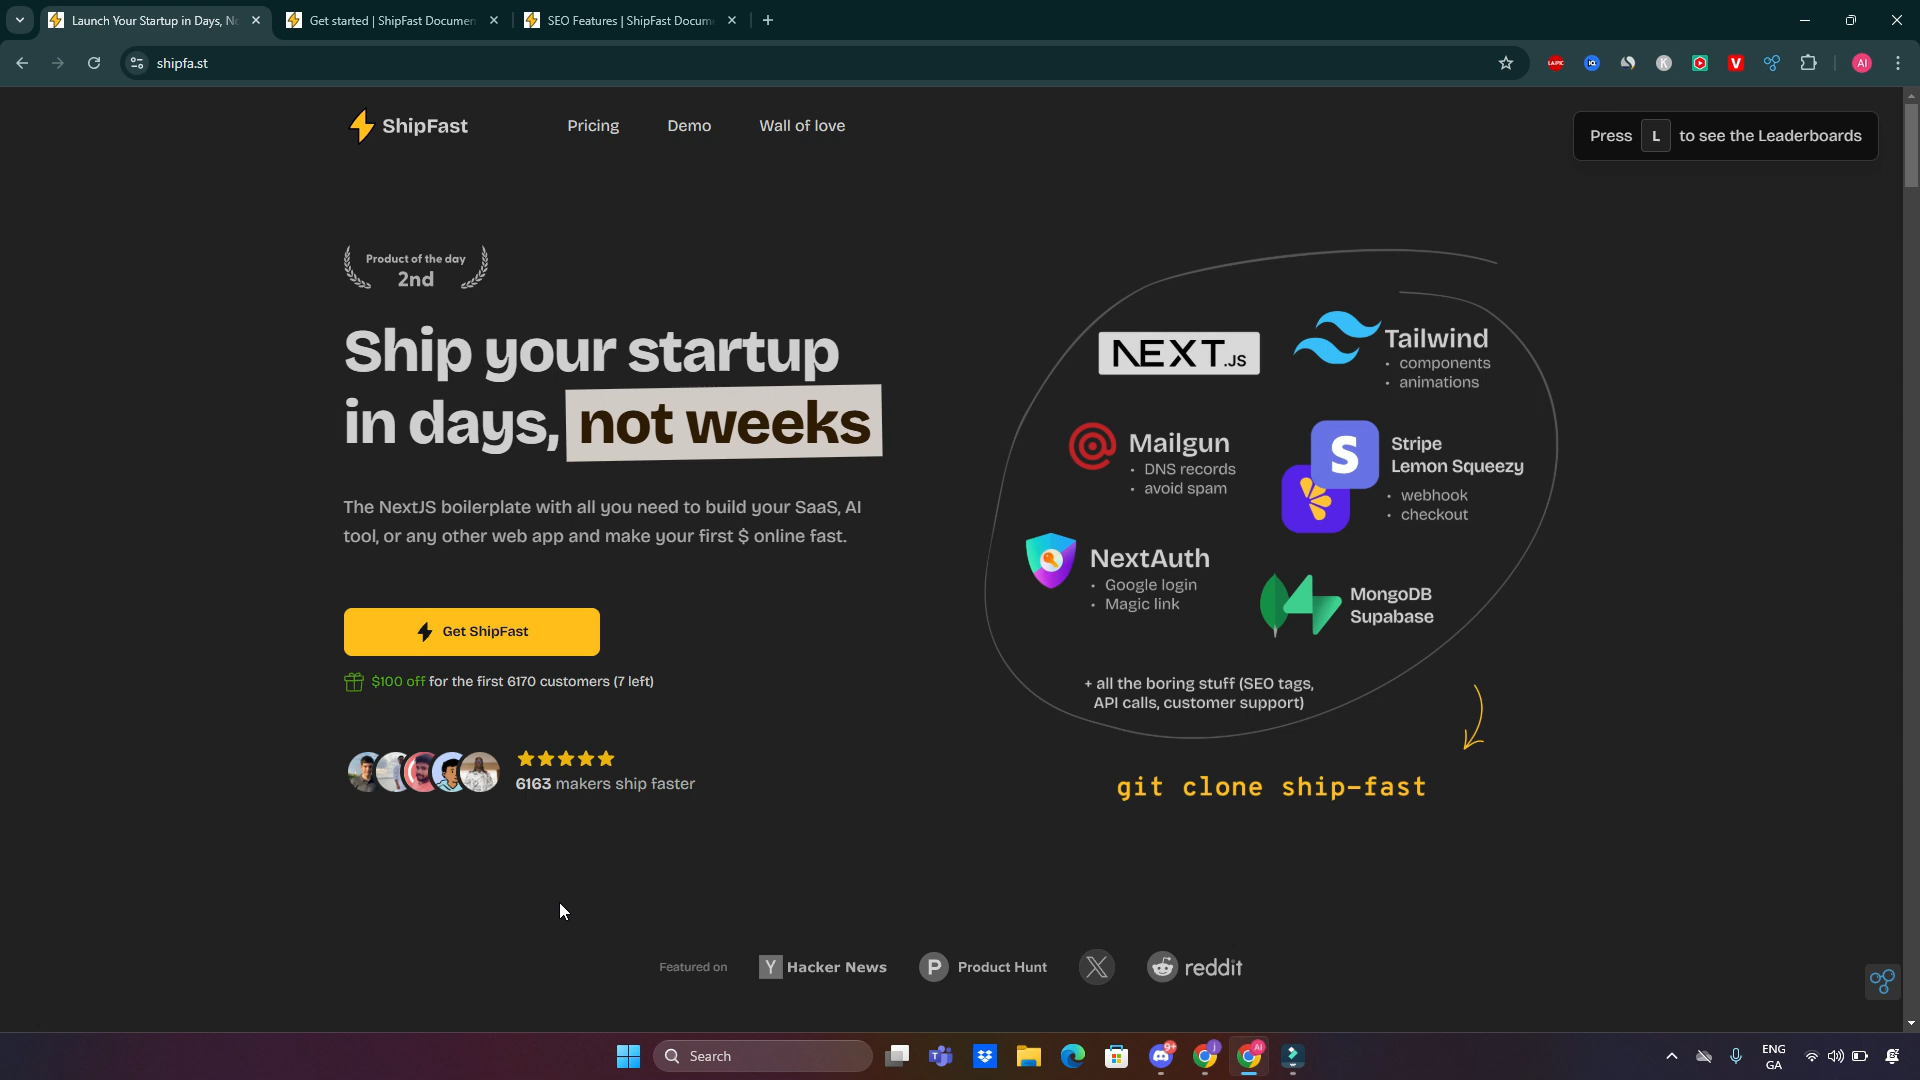 Launch Your Startup in Days, No
Get started | ShipFast Documen
SEO Features | ShipFast Docum
shipfa.st
LAPIC
IQ
K
V
AI
ShipFast
Pricing
Demo
Wall of love
Press L to see the Leaderboards
Product of the day
2nd
Ship your startup
in days, not weeks
The NextJS boilerplate with all you need to build your SaaS, AI
tool, or any other web app and make your first $ online fast.
Get ShipFast
$100 off for the first 6170 customers (7 left)
6163 makers ship faster
NEXT.JS
Tailwind
• components
• animations
Mailgun
• DNS records
• avoid spam
S
Stripe
Lemon Squeezy
• webhook
• checkout
NextAuth
• Google login
• Magic link
MongoDB
Supabase
+ all the boring stuff (SEO tags,
API calls, customer support)
git clone ship-fast
Featured on
Y Hacker News
P Product Hunt
X
reddit
Search
9+
j
AI
ENG
GA